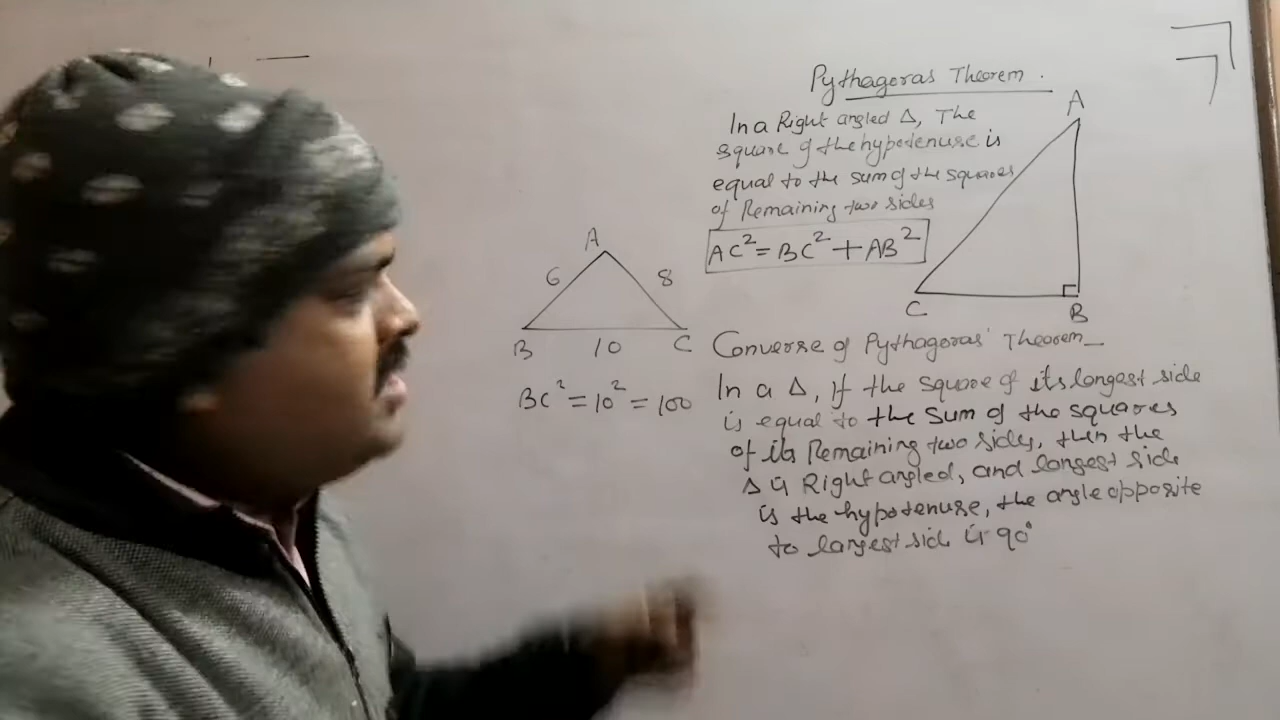 Pythagoras Theorem.
In a Right angled Δ, The
square of the hypotenuse is
equal to the sum of the squares
of Remaining two sides
AC² = BC² + AB²
A
C
B
A
6
8
B
10
C
BC² = 10² = 100
Converse of Pythagoras' Theorem
In a Δ, If the square of its longest side
is equal to the sum of the squares
of its Remaining two sides, then the
Δ is Right angled, and longest side
is the hypotenuse, the angle opposite
to largest side is 90°